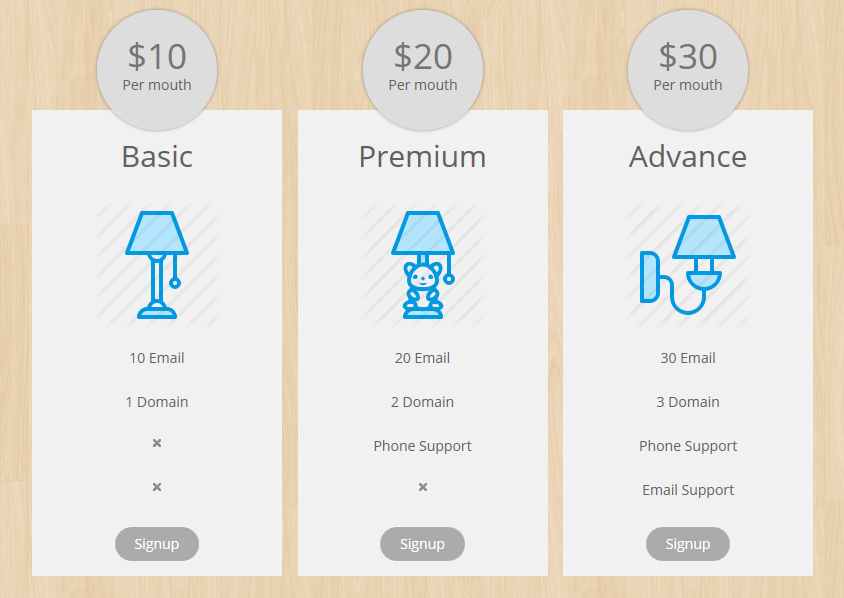 $10
Per mouth
Basic
10 Email
1 Domain
Signup
$20
Per mouth
Premium
20 Email
2 Domain
Phone Support
Signup
$30
Per mouth
Advance
30 Email
3 Domain
Phone Support
Email Support
Signup